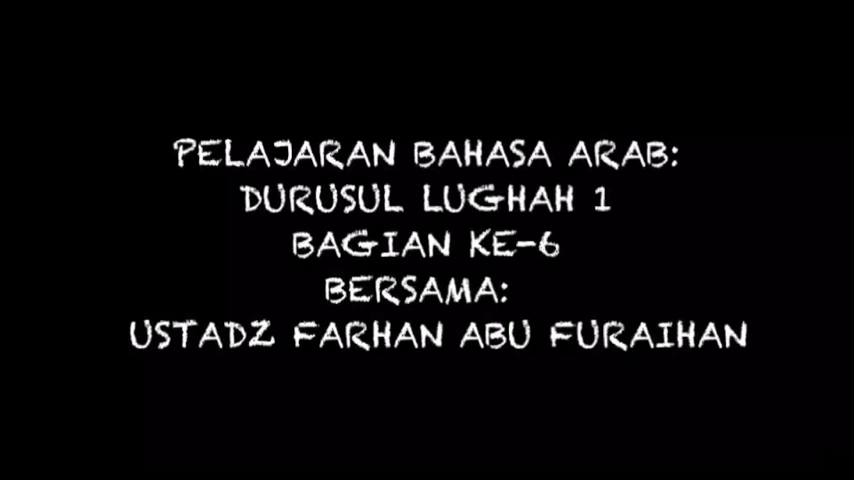 PELAJARAN BAHASA ARAB:
DURUSUL LUGHAH 1
BAGIAN KE-6
BERSAMA:
USTADZ FARHAN ABU FURAIHAN